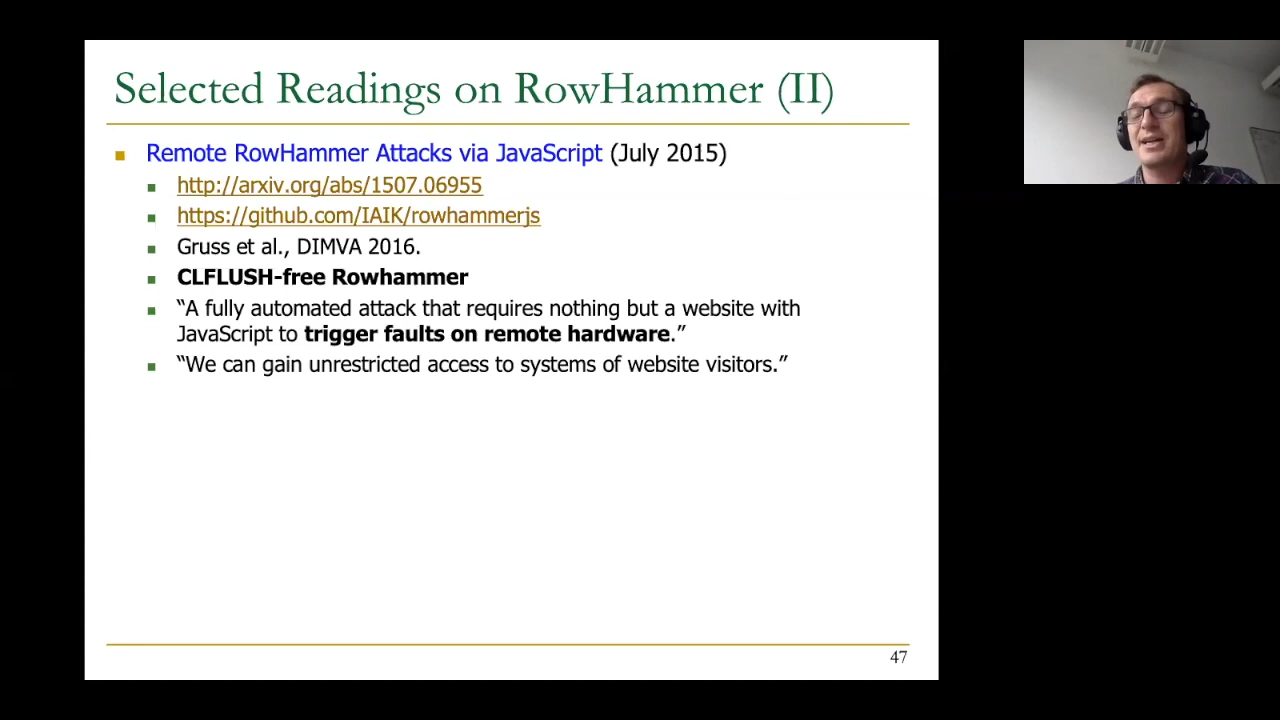 Selected Readings on RowHammer (II)
Remote RowHammer Attacks via JavaScript (July 2015)
http://arxiv.org/abs/1507.06955
https://github.com/IAIK/rowhammerjs
Gruss et al., DIMVA 2016.
CLFLUSH-free Rowhammer
“A fully automated attack that requires nothing but a website with
JavaScript to trigger faults on remote hardware.”
“We can gain unrestricted access to systems of website visitors.”
47